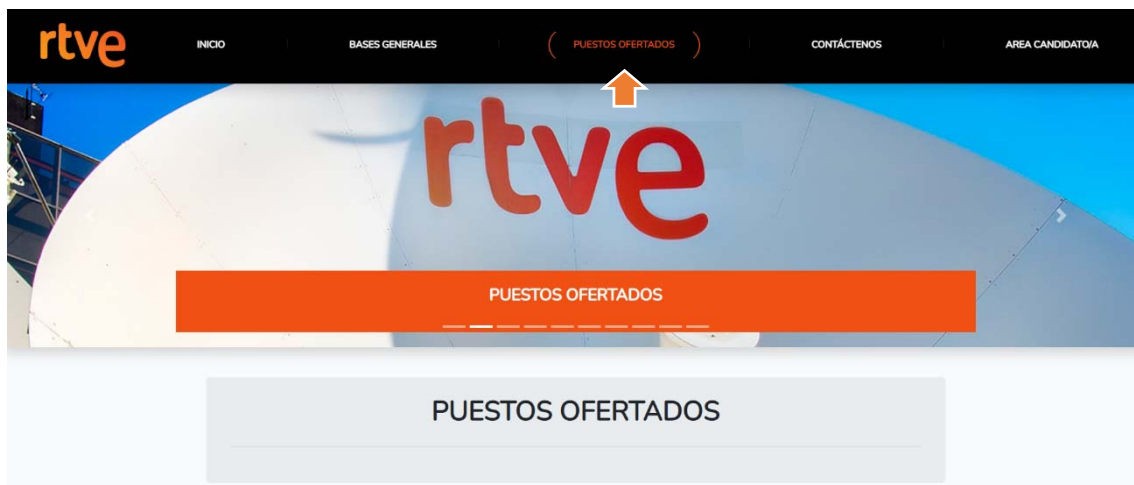 rtve
INICIO
BASES GENERALES
PUESTOS OFERTADOS
CONTÁCTENOS
AREA CANDIDATO/A
rtve
PUESTOS OFERTADOS
PUESTOS OFERTADOS